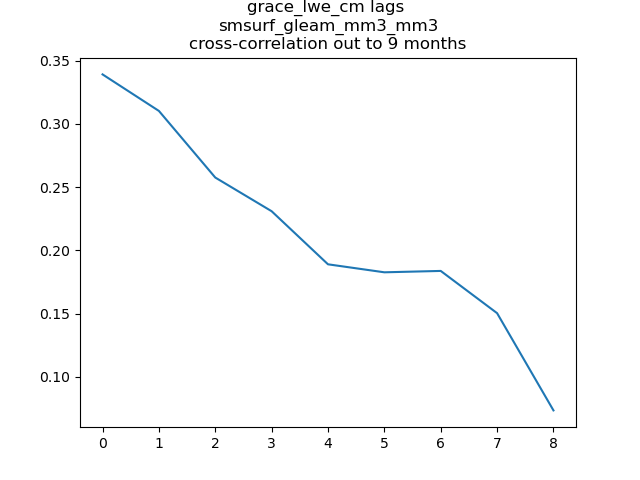 grace_lwe_cm lags
smsurf_gleam_mm3_mm3
cross-correlation out to 9 months
0.35
0.30
0.25
0.20
0.15
0.10
0 1 2 3 4 5 6 7 8